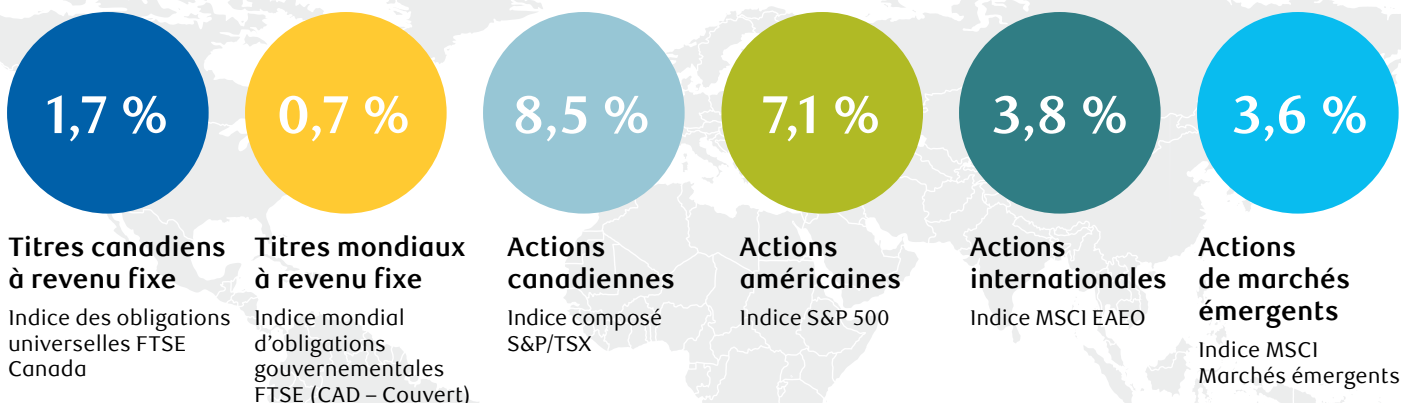 1,7 %
Titres canadiens
à revenu fixe
Indice des obligations
universelles FTSE
Canada
0,7 %
Titres mondiaux
à revenu fixe
Indice mondial
d’obligations
gouvernementales
FTSE (CAD – Couvert)
8,5 %
Actions
canadiennes
Indice composé
S&P/TSX
7,1 %
Actions
américaines
Indice S&P 500
3,8 %
Actions
internationales
Indice MSCI EAEO
3,6 %
Actions
de marchés
émergents
Indice MSCI
Marchés émergents